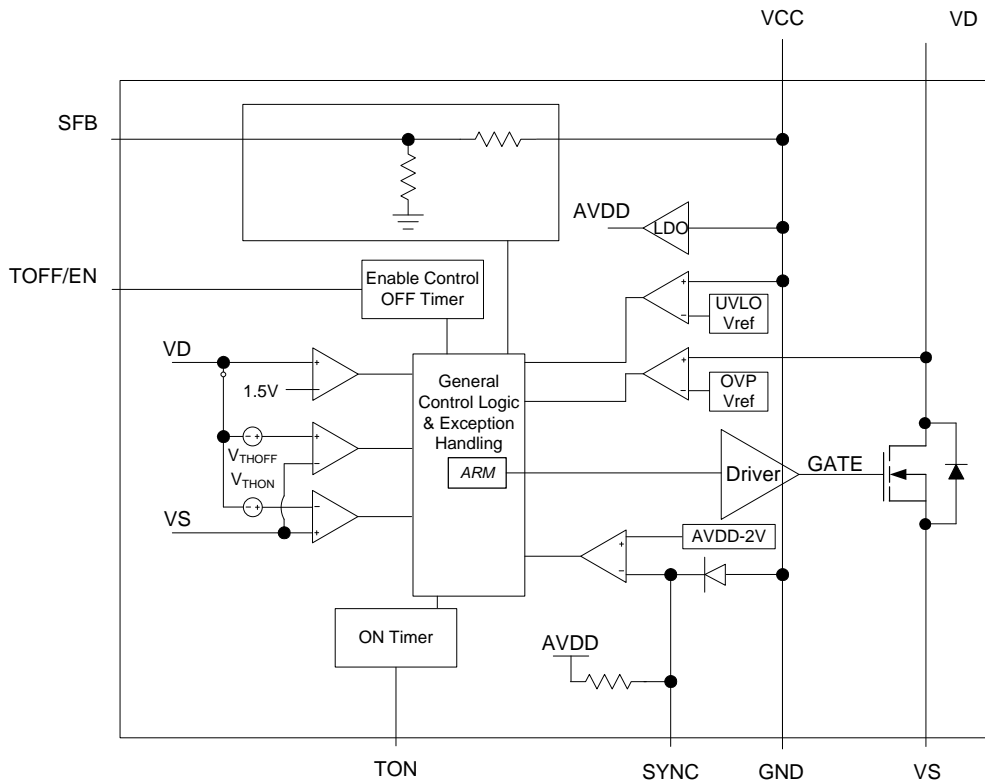 VCC
VD
SFB
AVDD
LDO
TOFF/EN
Enable Control
OFF Timer
+
−
UVLO
Vref
VD
+
−
1.5V
General
Control Logic
& Exception
Handling
+
−
OVP
Vref
− +
+
−
VTHOFF
VTHON
ARM
Driver
GATE
− +
−
+
VS
+
−
AVDD-2V
ON Timer
AVDD
TON
SYNC
GND
VS